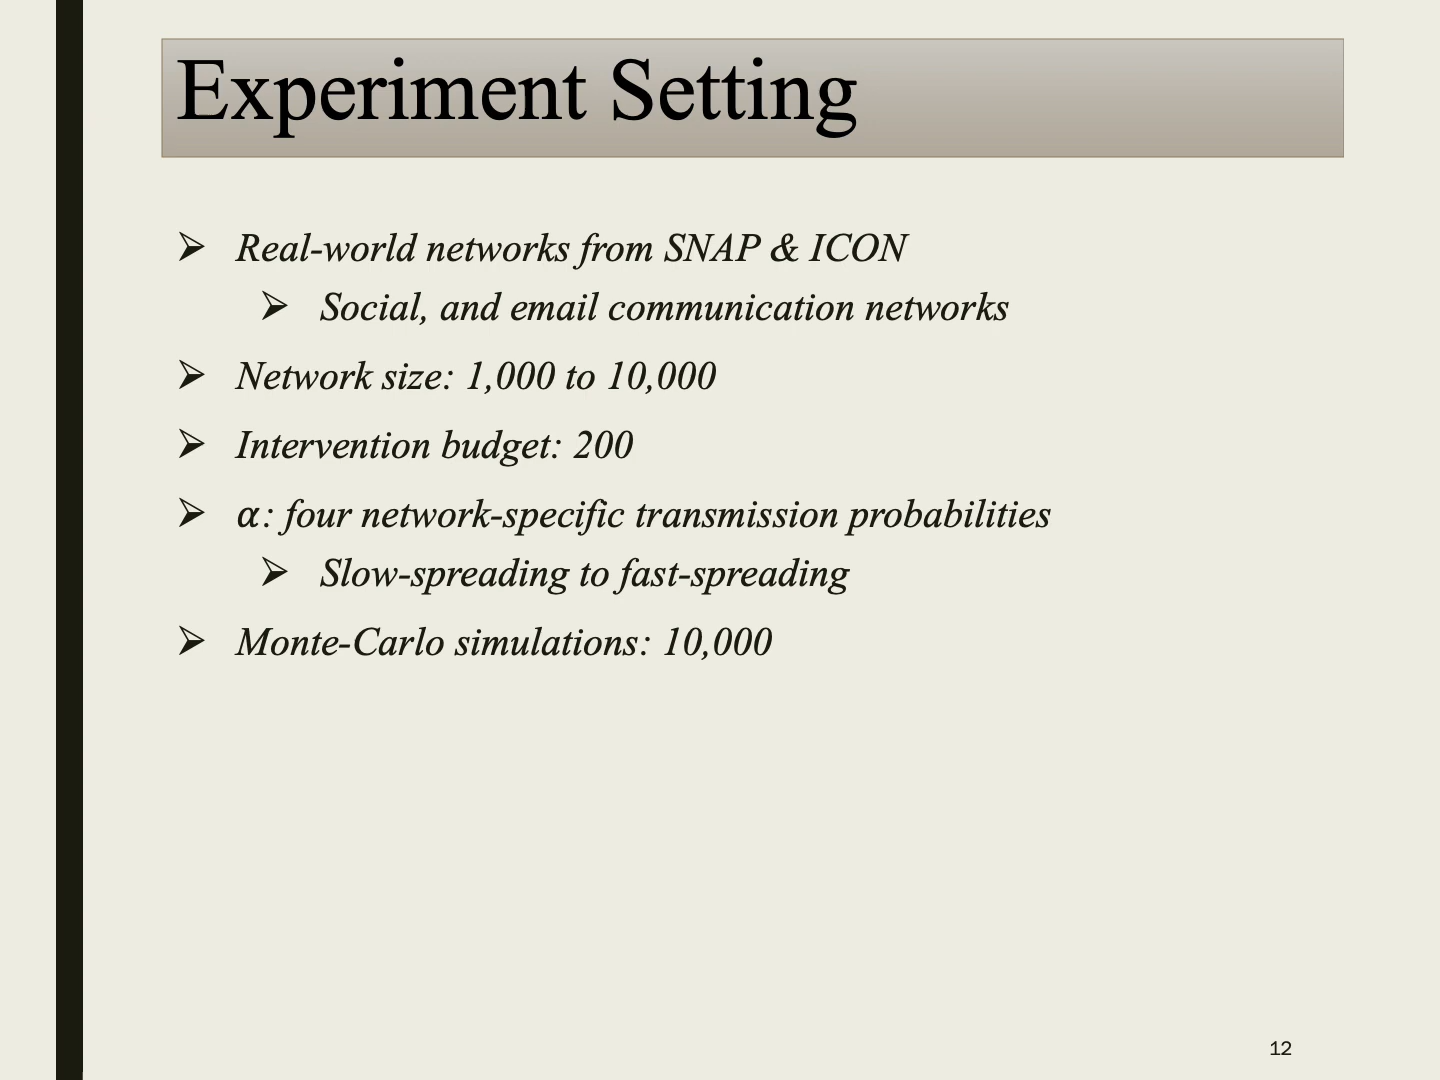 Experiment Setting
➢ Real-world networks from SNAP & ICON
➢ Social, and email communication networks
➢ Network size: 1,000 to 10,000
➢ Intervention budget: 200
➢ α: four network-specific transmission probabilities
➢ Slow-spreading to fast-spreading
➢ Monte-Carlo simulations: 10,000
12